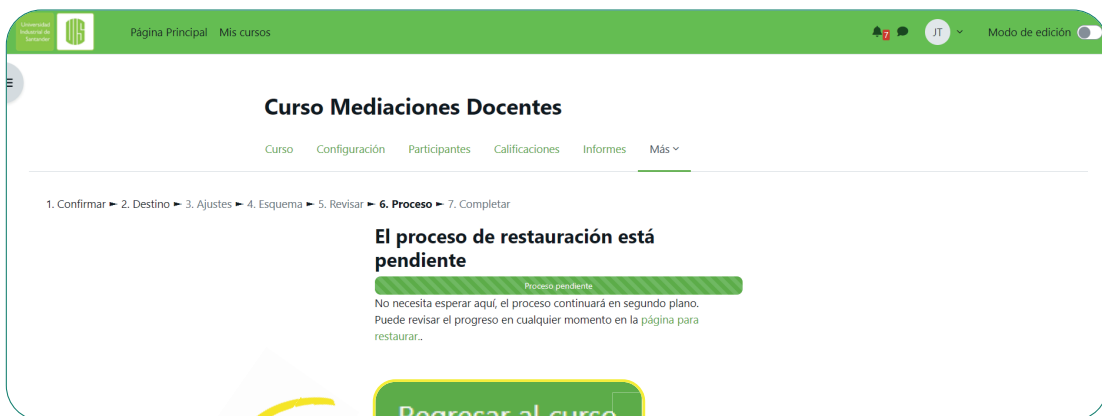 Universidad
Industrial de
Santander
UIS
Página Principal Mis cursos
7
JT
Modo de edición
Curso Mediaciones Docentes
Curso Configuración Participantes Calificaciones Informes Más
1. Confirmar ► 2. Destino ► 3. Ajustes ► 4. Esquema ► 5. Revisar ► 6. Proceso ► 7. Completar
El proceso de restauración está
pendiente
Proceso pendiente
No necesita esperar aquí, el proceso continuará en segundo plano.
Puede revisar el progreso en cualquier momento en la página para
restaurar..
Regresar al curso